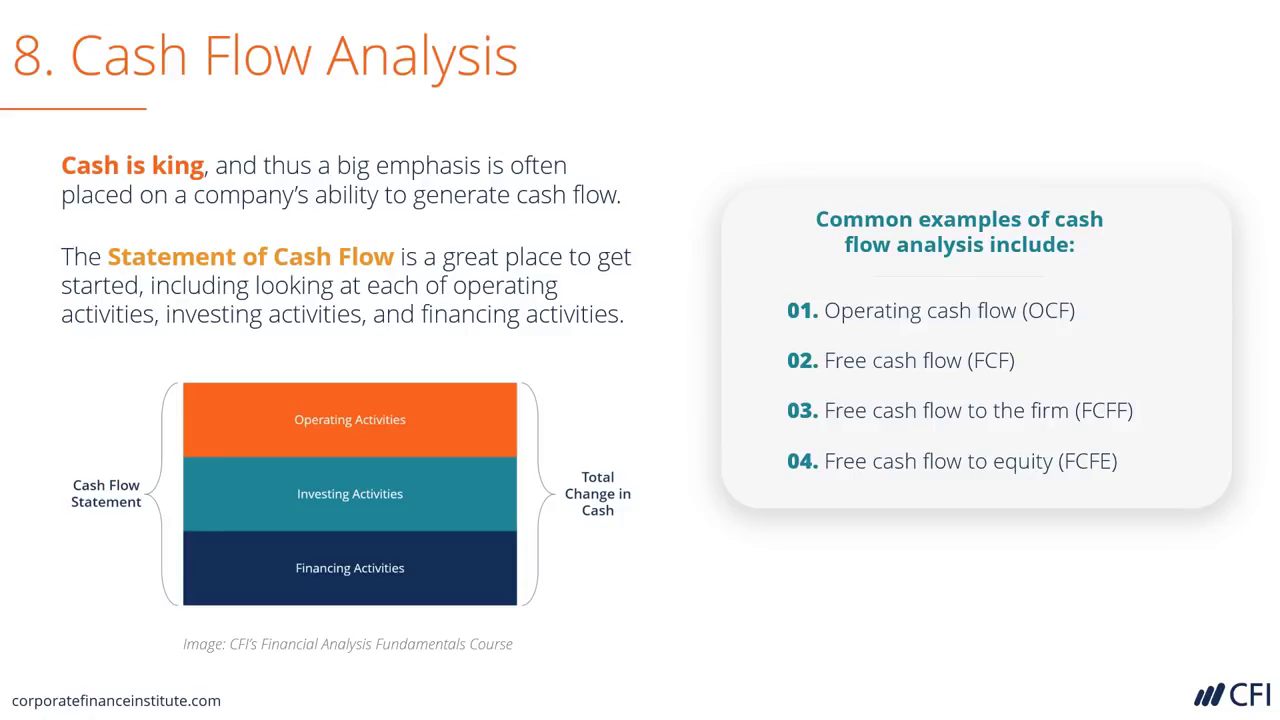 8. Cash Flow Analysis
Cash is king, and thus a big emphasis is often
placed on a company’s ability to generate cash flow.
The Statement of Cash Flow is a great place to get
started, including looking at each of operating
activities, investing activities, and financing activities.
Cash Flow
Statement
Operating Activities
Investing Activities
Financing Activities
Total
Change in
Cash
Image: CFI’s Financial Analysis Fundamentals Course
Common examples of cash
flow analysis include:
01. Operating cash flow (OCF)
02. Free cash flow (FCF)
03. Free cash flow to the firm (FCFF)
04. Free cash flow to equity (FCFE)
corporatefinanceinstitute.com
CFI